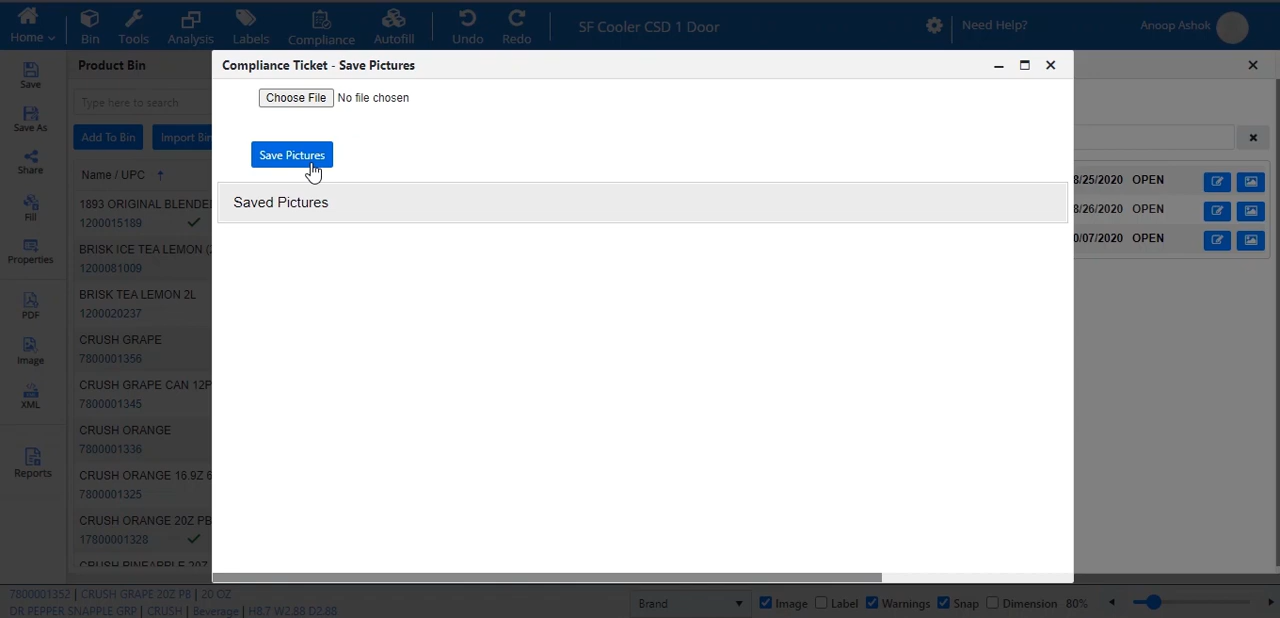 Home
Bin
Tools
Analysis
Labels
Compliance
Autofill
Undo
Redo
SF Cooler CSD 1 Door
Need Help?
Anoop Ashok
Save
Save As
Share
Fill
Properties
PDF
Image
XML
Reports
Product Bin
Type here to search
Add To Bin
Import Bin
Name / UPC ↑
1893 ORIGINAL BLENDE
1200015189
BRISK ICE TEA LEMON (
1200081009
BRISK TEA LEMON 2L
1200020237
CRUSH GRAPE
7800001356
CRUSH GRAPE CAN 12P
7800001345
CRUSH ORANGE
7800001336
CRUSH ORANGE 16.9Z 6
7800001325
CRUSH ORANGE 20Z PB
17800001328
CRUSH PINEAPPLE 20Z
Compliance Ticket - Save Pictures
Choose File No file chosen
Save Pictures
Saved Pictures
8/25/2020 OPEN
8/26/2020 OPEN
0/07/2020 OPEN
7800001352 | CRUSH GRAPE 20Z P8 | 20 OZ
DR PEPPER SNAPPLE GRP | CRUSH | Beverage | H8.7 W2.88 D2.88
Brand
Image
Label
Warnings
Snap
Dimension
80%